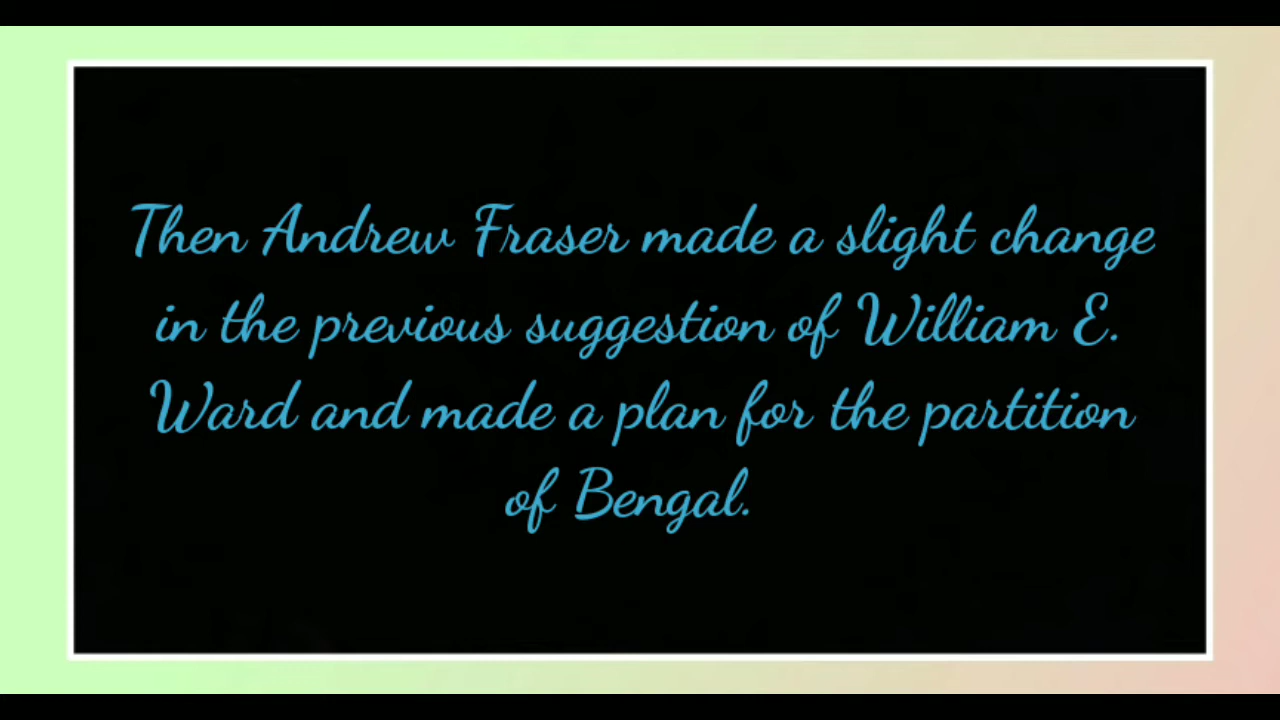 Then Andrew Fraser made a slight change
in the previous suggestion of William E.
Ward and made a plan for the partition
of Bengal.